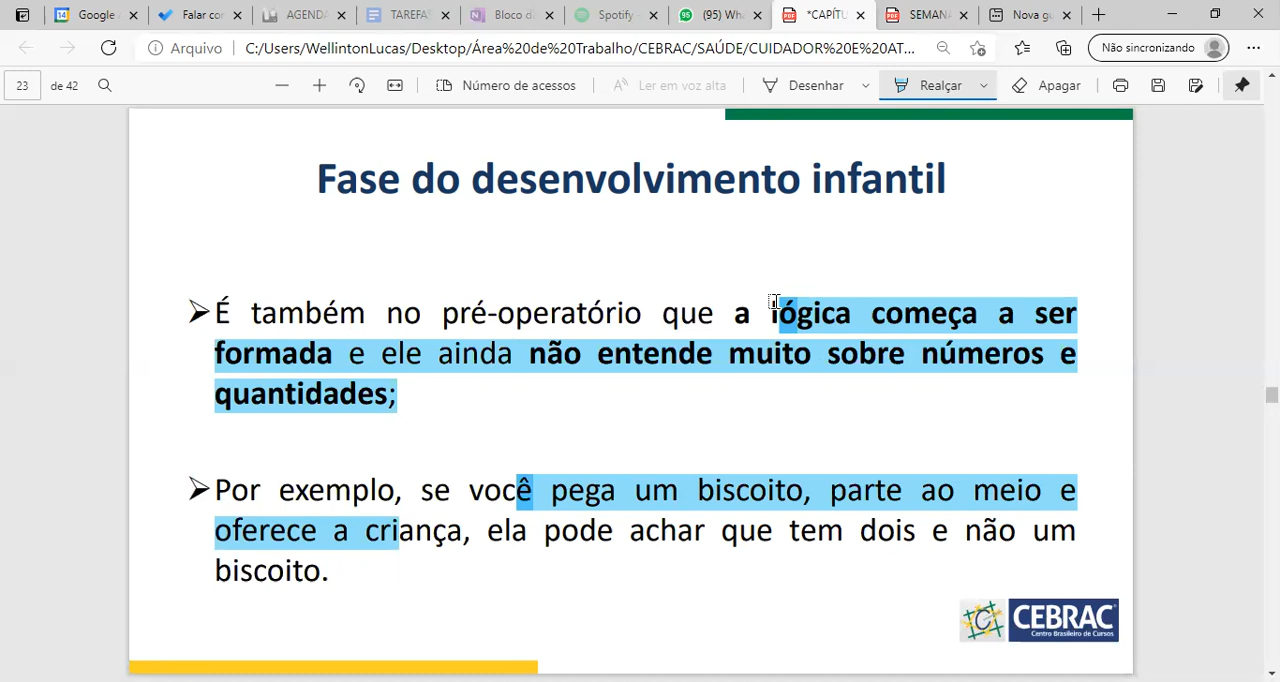 Google
Falar co
AGENDA
TAREFA
Bloco d
Spotify -
95 (95) Wh
PDF *CAPÍTU
PDF SEMAN
Nova gu
Arquivo C:/Users/WellintonLucas/Desktop/Área%20de%20Trabalho/CEBRAC/SAÚDE/CUIDADOR%20E%20AT... Não sincronizando
23 de 42 Número de acessos Ler em voz alta Desenhar Realçar Apagar
Fase do desenvolvimento infantil
É também no pré-operatório que a lógica começa a ser
formada e ele ainda não entende muito sobre números e
quantidades;
Por exemplo, se você pega um biscoito, parte ao meio e
oferece a criança, ela pode achar que tem dois e não um
biscoito.
CEBRAC
Centro Brasileiro de Cursos